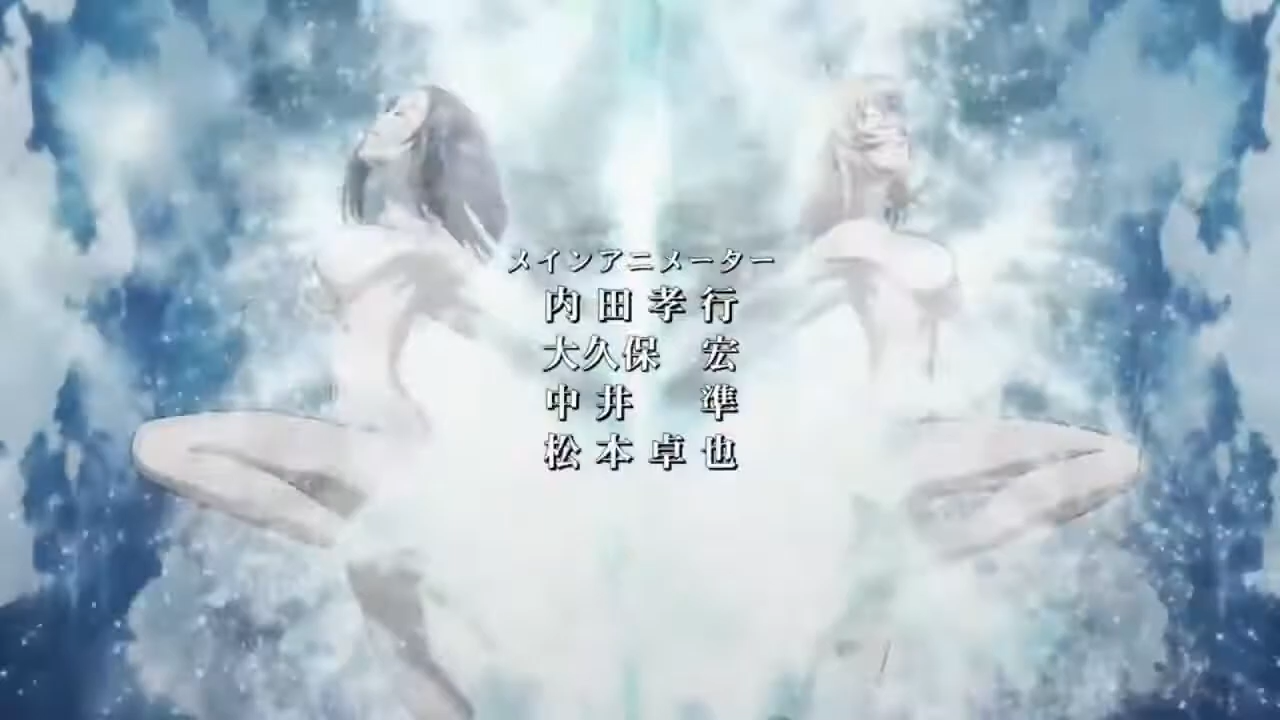 メインアニメーター
内田孝行
大久保 宏
中井 準
松本卓也